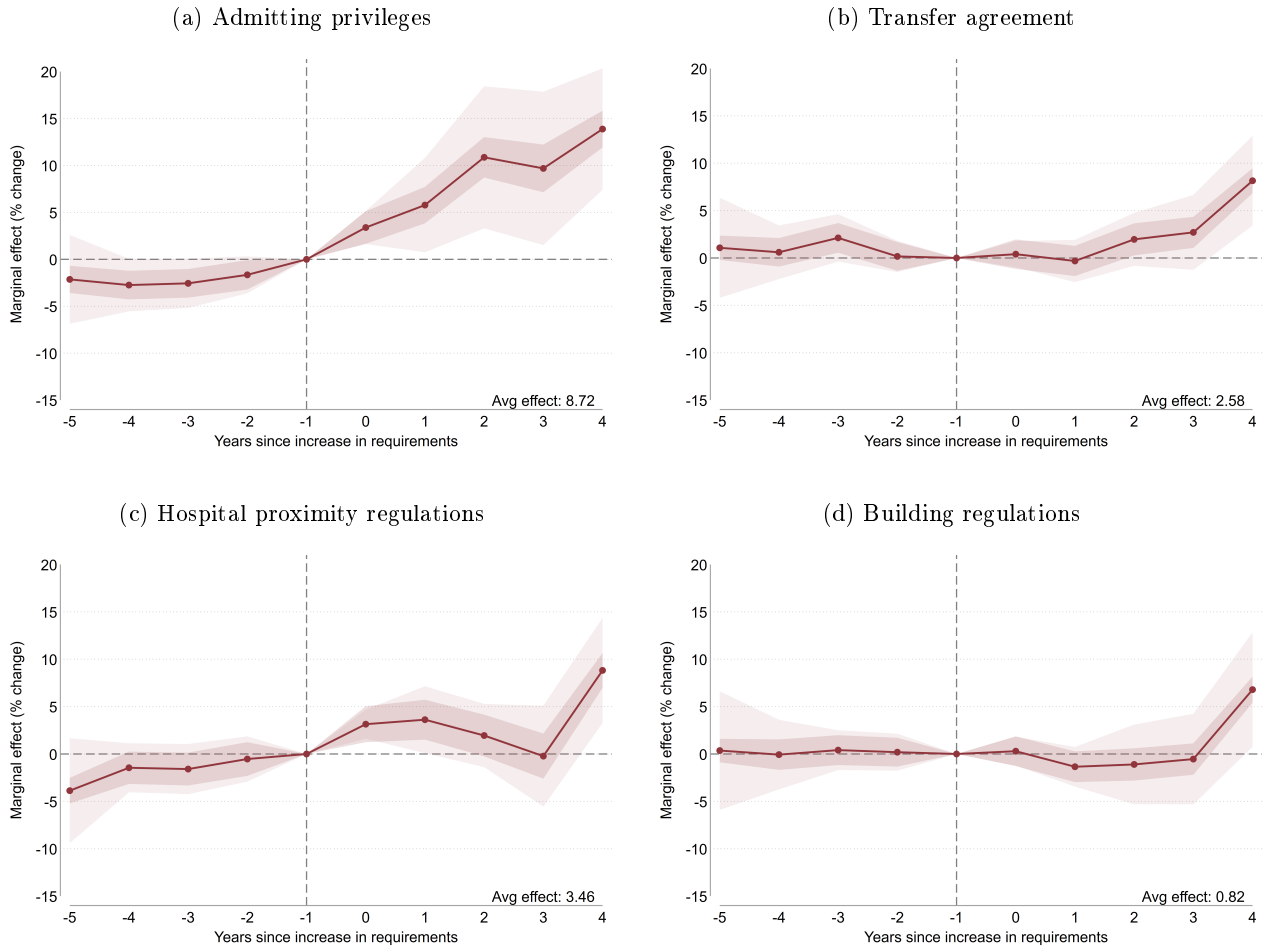 (a) Admitting privileges
Marginal effect (% change)
20
15
10
5
0
-5
-10
-15
Avg effect: 8.72
-5 -4 -3 -2 -1 0 1 2 3 4
Years since increase in requirements
(b) Transfer agreement
Marginal effect (% change)
20
15
10
5
0
-5
-10
-15
Avg effect: 2.58
-5 -4 -3 -2 -1 0 1 2 3 4
Years since increase in requirements
(c) Hospital proximity regulations
Marginal effect (% change)
20
15
10
5
0
-5
-10
-15
Avg effect: 3.46
-5 -4 -3 -2 -1 0 1 2 3 4
Years since increase in requirements
(d) Building regulations
Marginal effect (% change)
20
15
10
5
0
-5
-10
-15
Avg effect: 0.82
-5 -4 -3 -2 -1 0 1 2 3 4
Years since increase in requirements